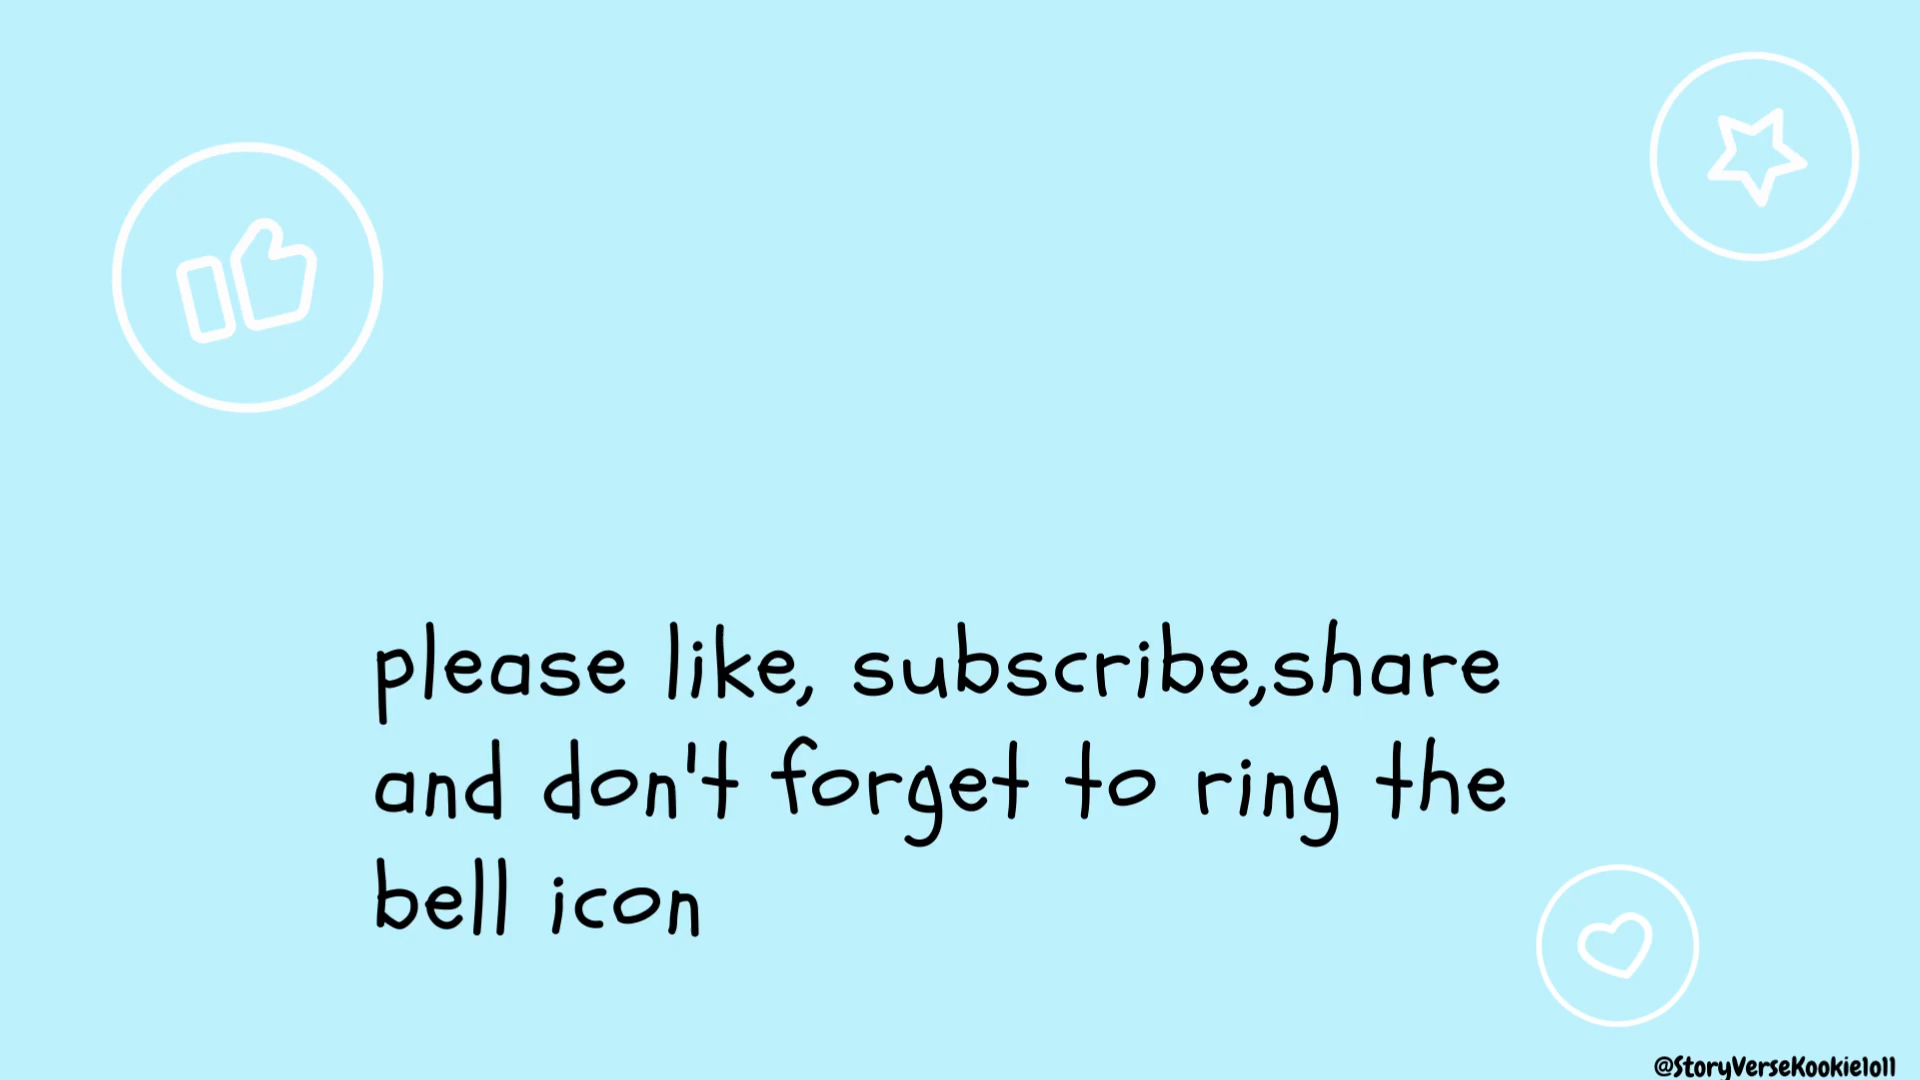 please like, subscribe,share
and don't forget to ring the
bell icon
@StoryVerseKookie1011